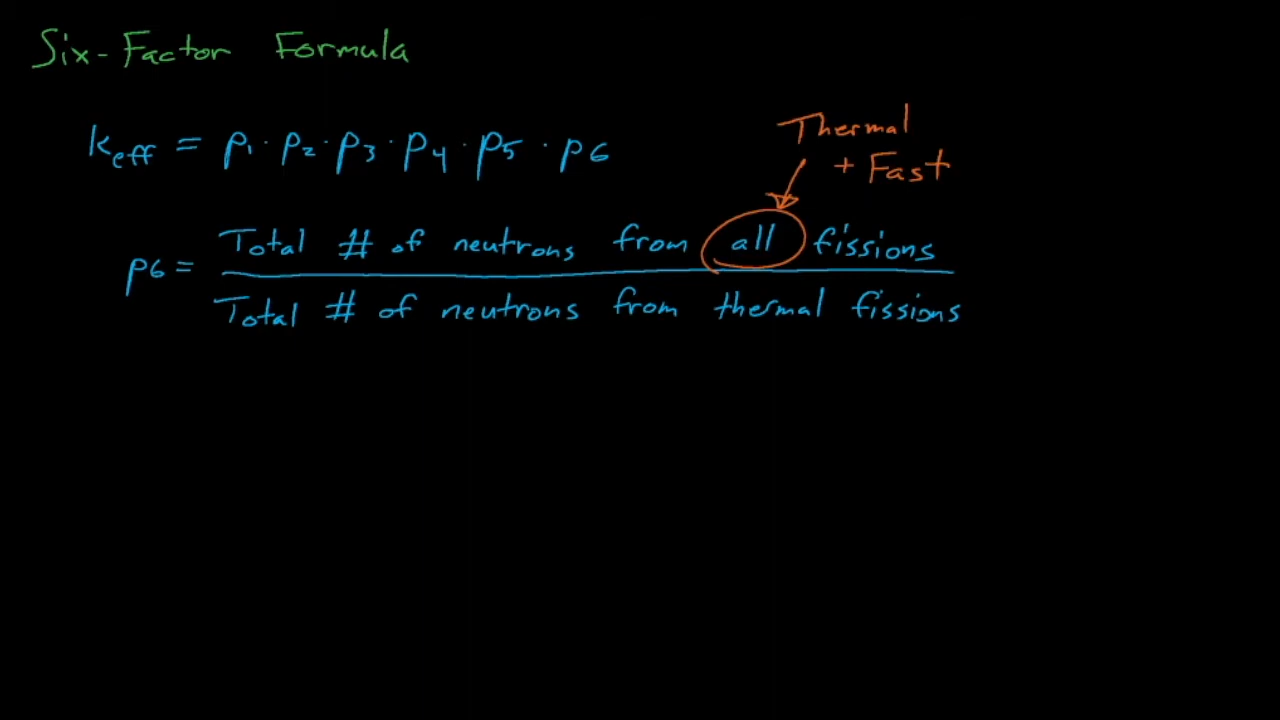 Six-Factor Formula
keff = p1 · p2 · p3 · p4 · p5 · p6
Thermal
+ Fast
p6 = Total # of neutrons from all fissions
Total # of neutrons from thermal fissions